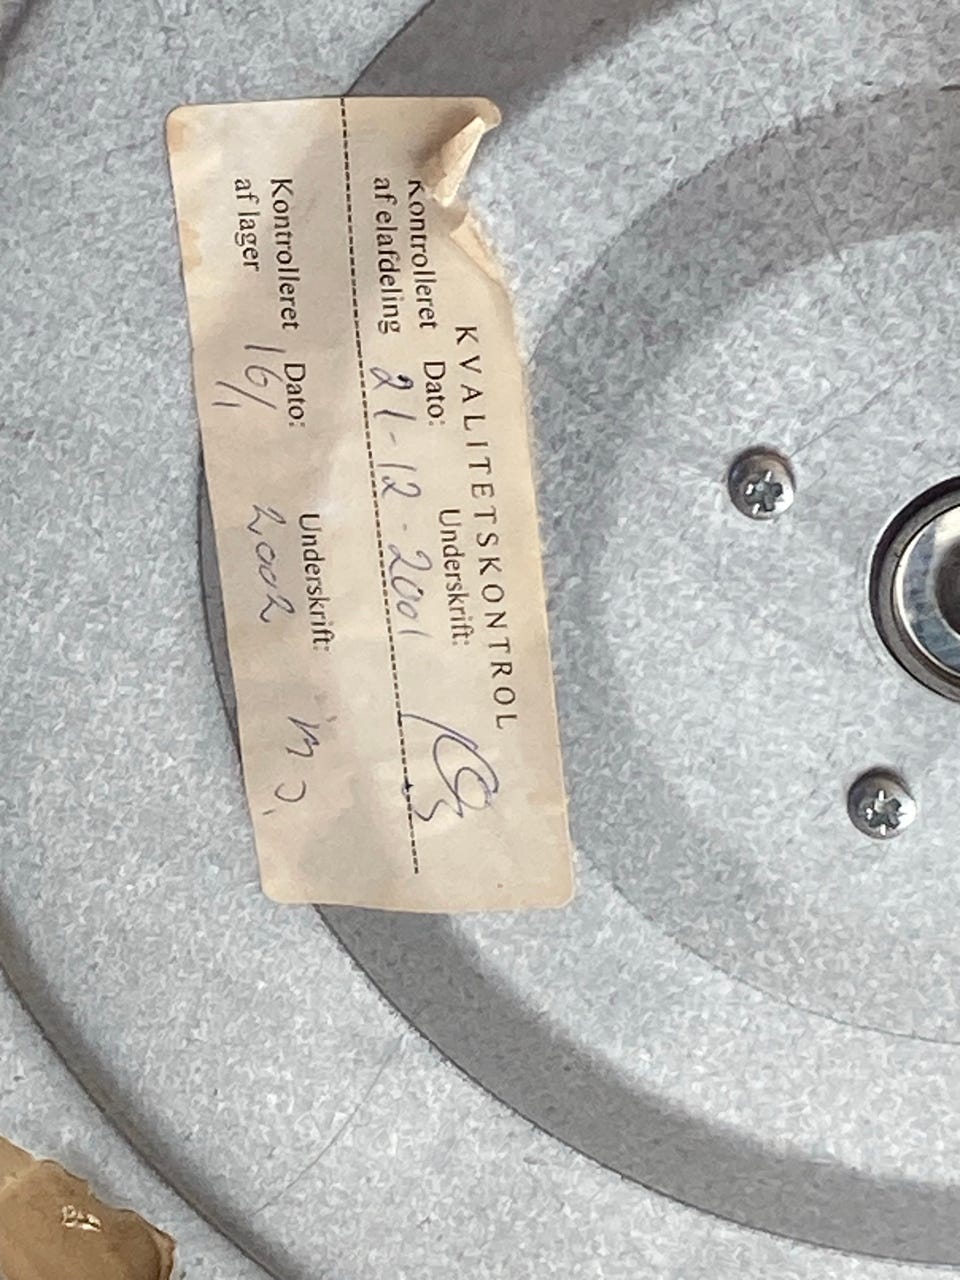 KVALITETSKONTROL
Kontrolleret Dato: Underskrift:
af elafdeling 21-12-2001
Kontrolleret Dato: Underskrift:
af lager 16/1 2002